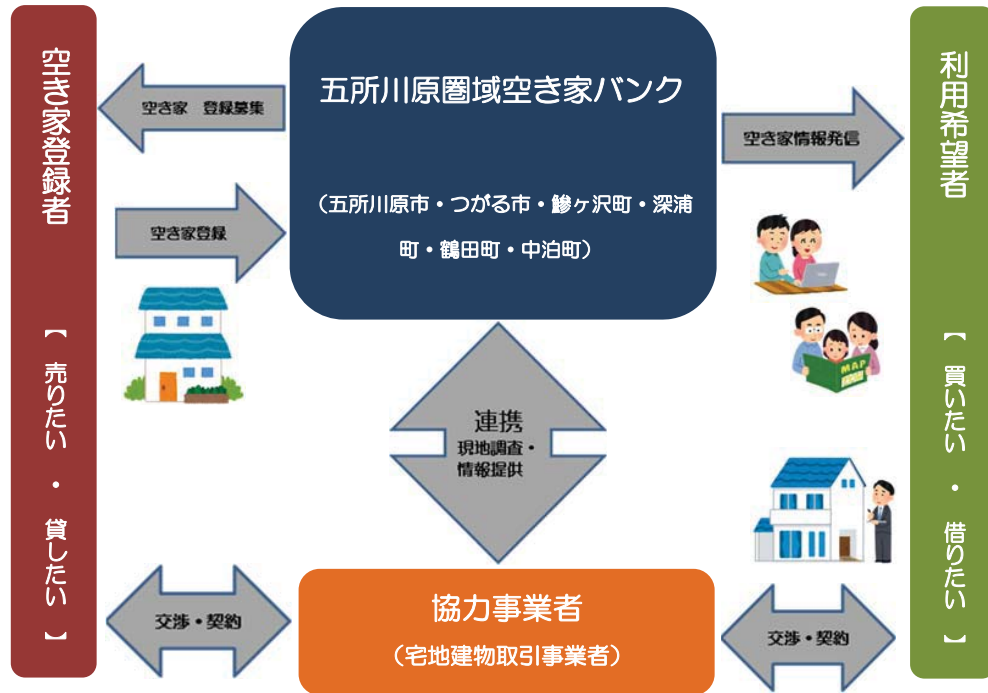 空き家登録者
【 売りたい ・ 貸したい 】
空き家 登録募集
空き家登録
五所川原圏域空き家バンク
（五所川原市・つがる市・鰺ヶ沢町・深浦
町・鶴田町・中泊町）
空き家情報発信
利用希望者
【 買いたい ・ 借りたい 】
MAP
連携
現地調査・
情報提供
交渉・契約
協力事業者
（宅地建物取引事業者）
交渉・契約